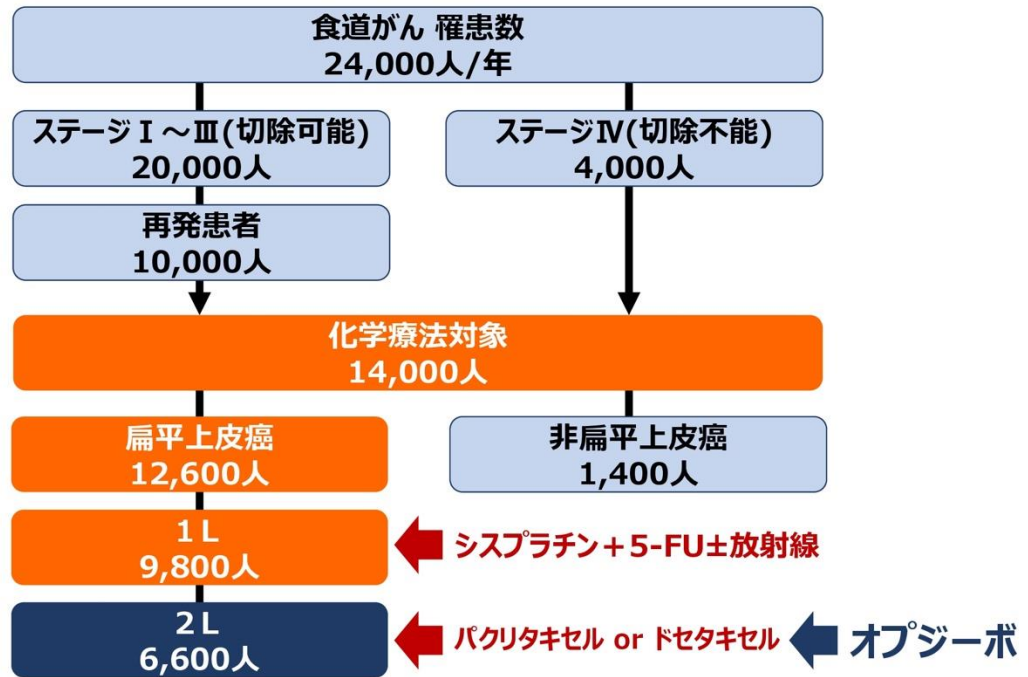 食道がん 罹患数
24,000人/年
ステージⅠ～Ⅲ(切除可能)
20,000人
ステージⅣ(切除不能)
4,000人
再発患者
10,000人
化学療法対象
14,000人
扁平上皮癌
12,600人
非扁平上皮癌
1,400人
1L
9,800人
シスプラチン＋5-FU±放射線
2L
6,600人
パクリタキセル or ドセタキセル
オプジーボ